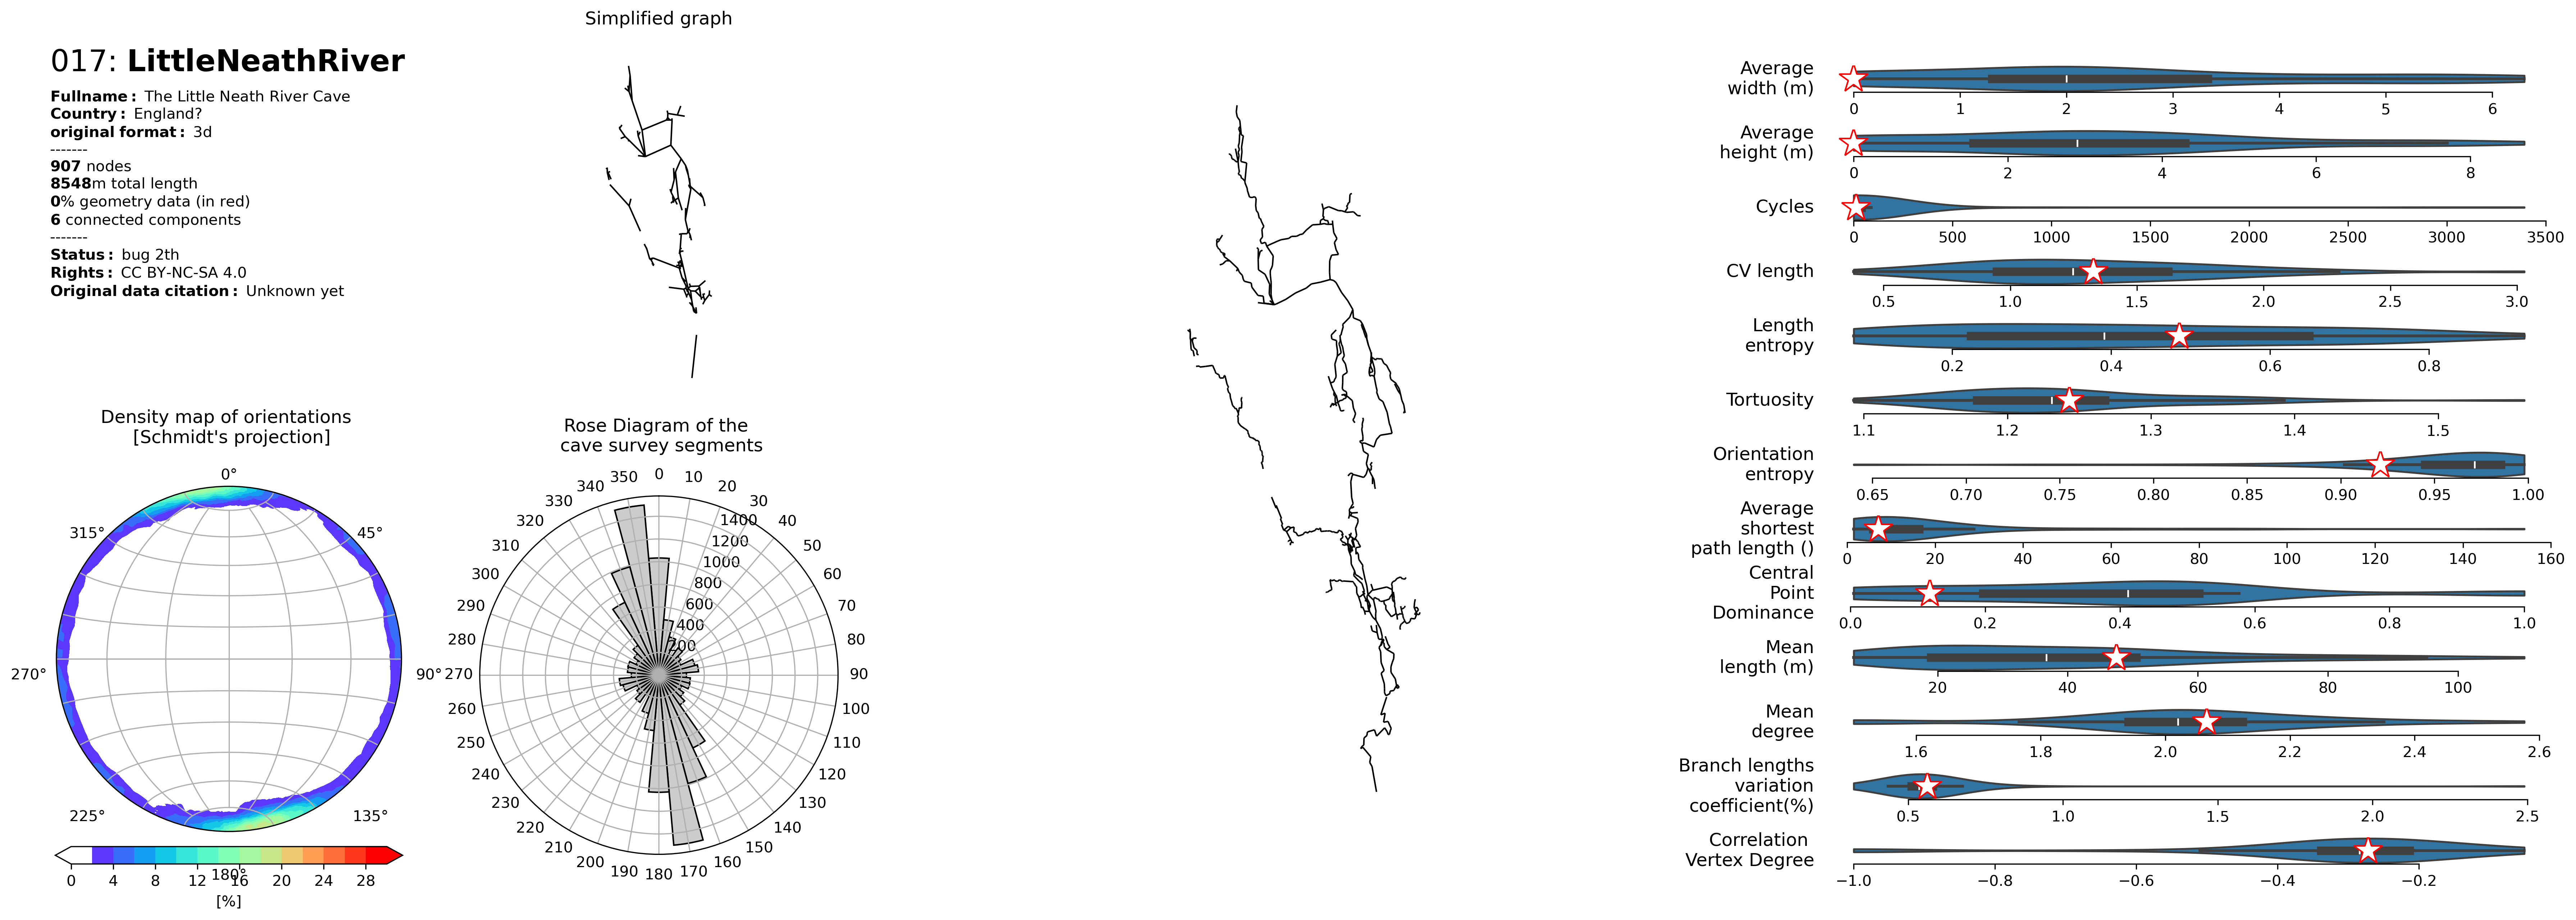 Simplified graph
017: LittleNeathRiver
Fullname: The Little Neath River Cave
Country: England?
original format: 3d
-------
907 nodes
8548m total length
0% geometry data (in red)
6 connected components
-------
Status: bug 2th
Rights: CC BY-NC-SA 4.0
Original data citation: Unknown yet
Density map of orientations
[Schmidt's projection]
0°
315° 45°
270° 90°
225° 135°
180°
0 4 8 12 16 20 24 28
[%]
Rose Diagram of the
cave survey segments
0 10 20 30 40 50 60 70 80 90 100 110 120 130 140 150 160 170 180 190 200 210 220 230 240 250 260 270 280 290 300 310 320 330 340 350
200 400 600 800 1000 1200 1400
Average
width (m)
0 1 2 3 4 5 6
Average
height (m)
0 2 4 6 8
Cycles
0 500 1000 1500 2000 2500 3000 3500
CV length
0.5 1.0 1.5 2.0 2.5 3.0
Length
entropy
0.2 0.4 0.6 0.8
Tortuosity
1.1 1.2 1.3 1.4 1.5
Orientation
entropy
0.65 0.70 0.75 0.80 0.85 0.90 0.95 1.00
Average
shortest
path length ()
0 20 40 60 80 100 120 140 160
Central
Point
Dominance
0.0 0.2 0.4 0.6 0.8 1.0
Mean
length (m)
20 40 60 80 100
Mean
degree
1.6 1.8 2.0 2.2 2.4 2.6
Branch lengths
variation
coefficient(%)
0.5 1.0 1.5 2.0 2.5
Correlation
Vertex Degree
−1.0 −0.8 −0.6 −0.4 −0.2